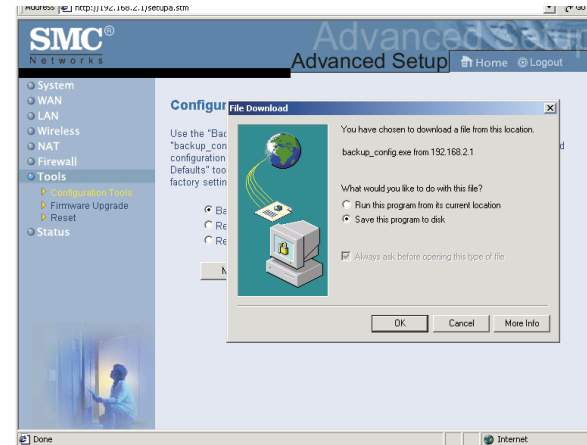 Address http://192.168.2.1/setupa.stm
Go
SMC®
Networks
Advanced Setup
Advanced Setup
Home
Logout
System
WAN
LAN
Wireless
NAT
Firewall
Tools
Configuration Tools
Firmware Upgrade
Reset
Status
Configur
Use the "Bac
"backup_con
d
configuration
Defaults" too
factory settin
Ba
Re
Re
N
File Download
You have chosen to download a file from this location.
backup_config.exe from 192.168.2.1
What would you like to do with this file?
Run this program from its current location
Save this program to disk
Always ask before opening this type of file
OK
Cancel
More Info
Done
Internet